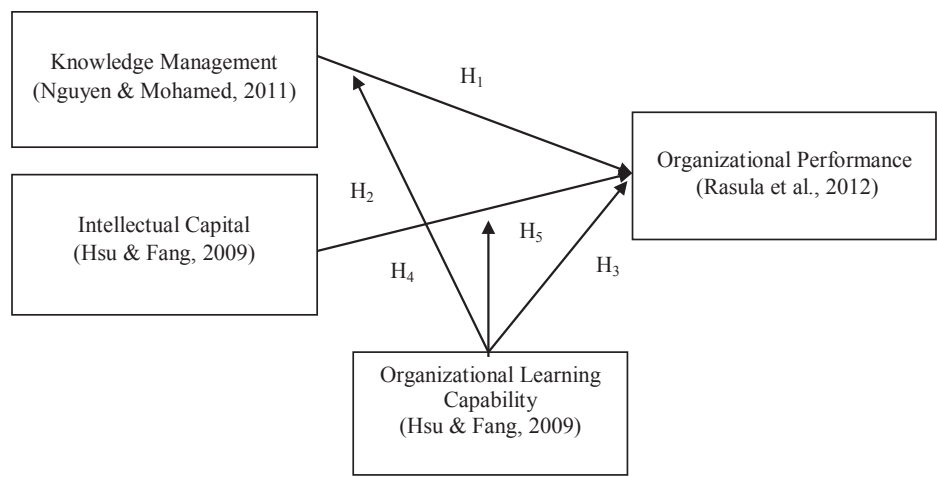 Knowledge Management
(Nguyen & Mohamed, 2011)
H₁
Organizational Performance
(Rasula et al., 2012)
Intellectual Capital
(Hsu & Fang, 2009)
H₂
H₅
H₄
H₃
Organizational Learning
Capability
(Hsu & Fang, 2009)